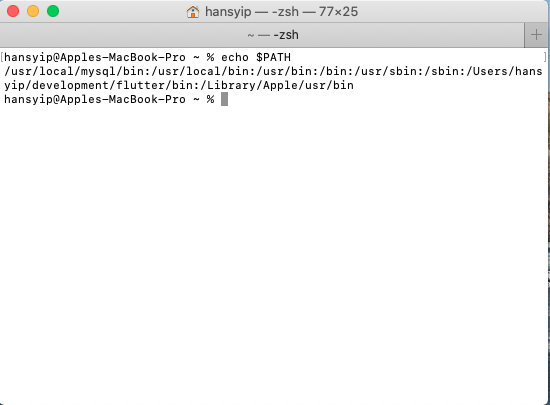 hansyip — -zsh — 77×25
~ — -zsh
hansyip@Apples-MacBook-Pro ~ % echo $PATH
/usr/local/mysql/bin:/usr/local/bin:/usr/bin:/bin:/usr/sbin:/sbin:/Users/hans
yip/development/flutter/bin:/Library/Apple/usr/bin
hansyip@Apples-MacBook-Pro ~ %